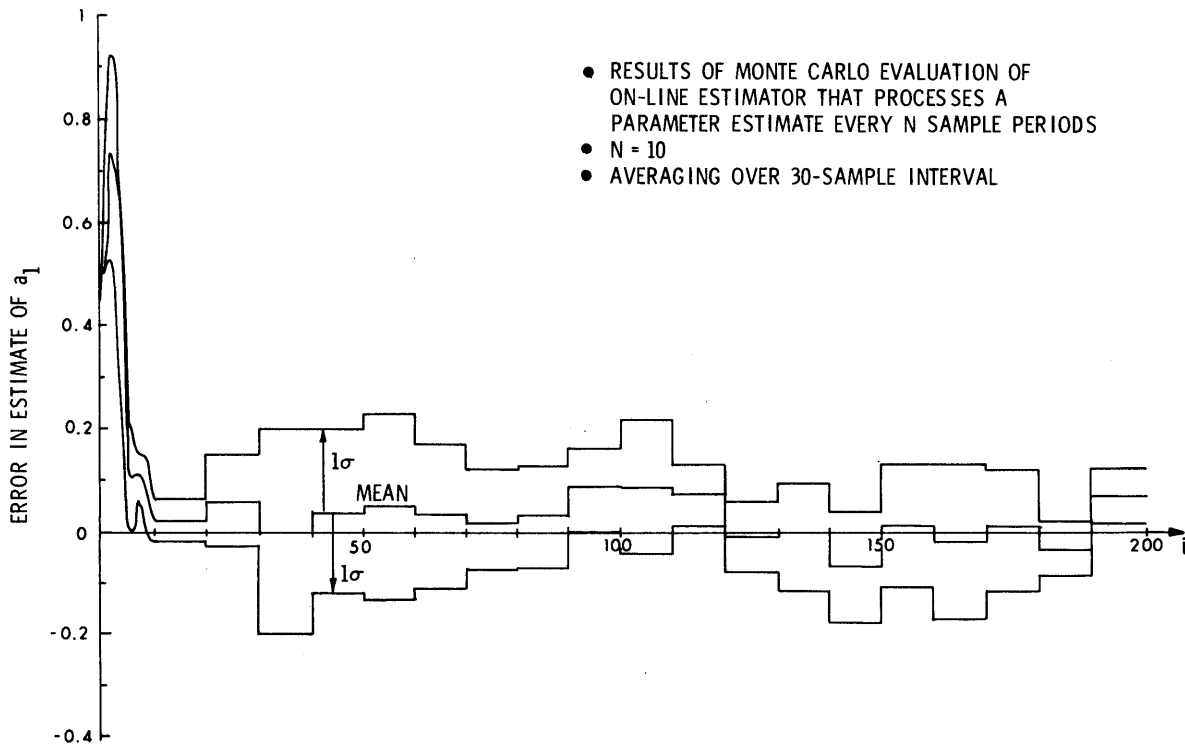 1
0.8
0.6
0.4
0.2
0
-0.2
-0.4
ERROR IN ESTIMATE OF a1
• RESULTS OF MONTE CARLO EVALUATION OF
ON-LINE ESTIMATOR THAT PROCESSES A
PARAMETER ESTIMATE EVERY N SAMPLE PERIODS
• N = 10
• AVERAGING OVER 30-SAMPLE INTERVAL
1σ
MEAN
1σ
50
100
150
200
i